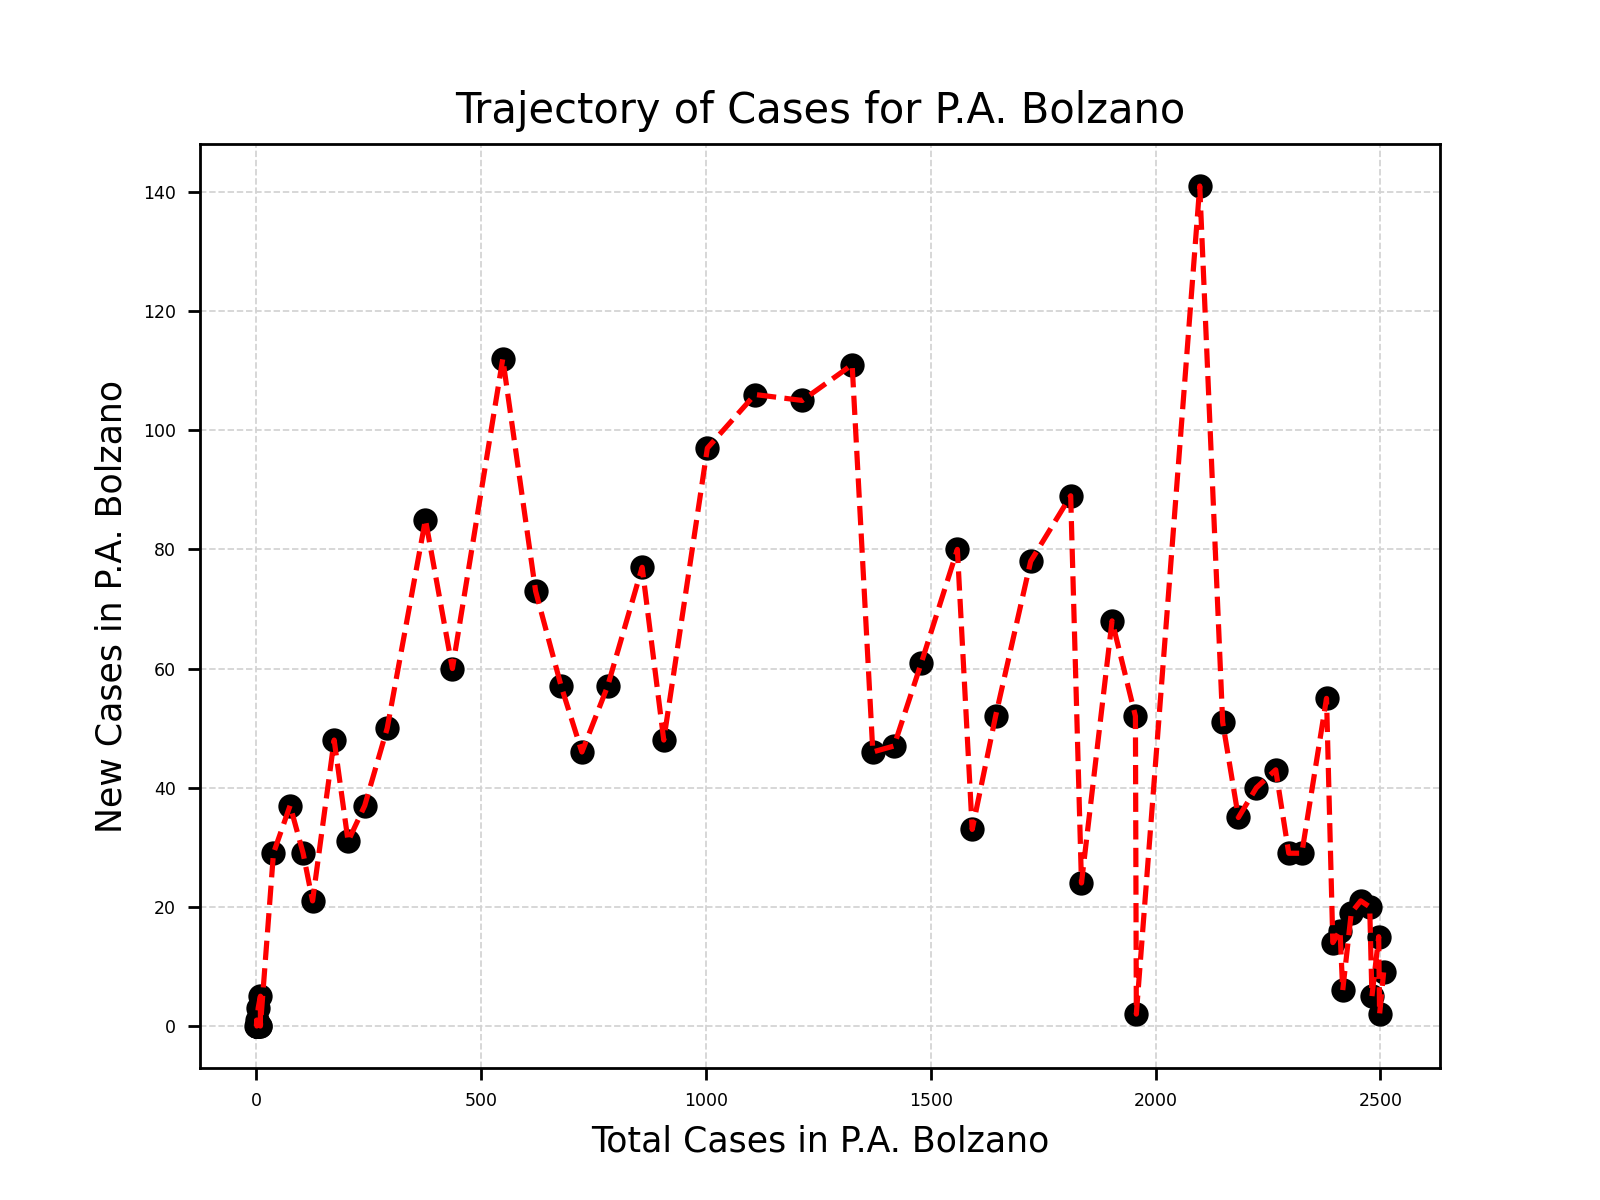 Trajectory of Cases for P.A. Bolzano
New Cases in P.A. Bolzano
140
120
100
80
60
40
20
0
0 500 1000 1500 2000 2500
Total Cases in P.A. Bolzano